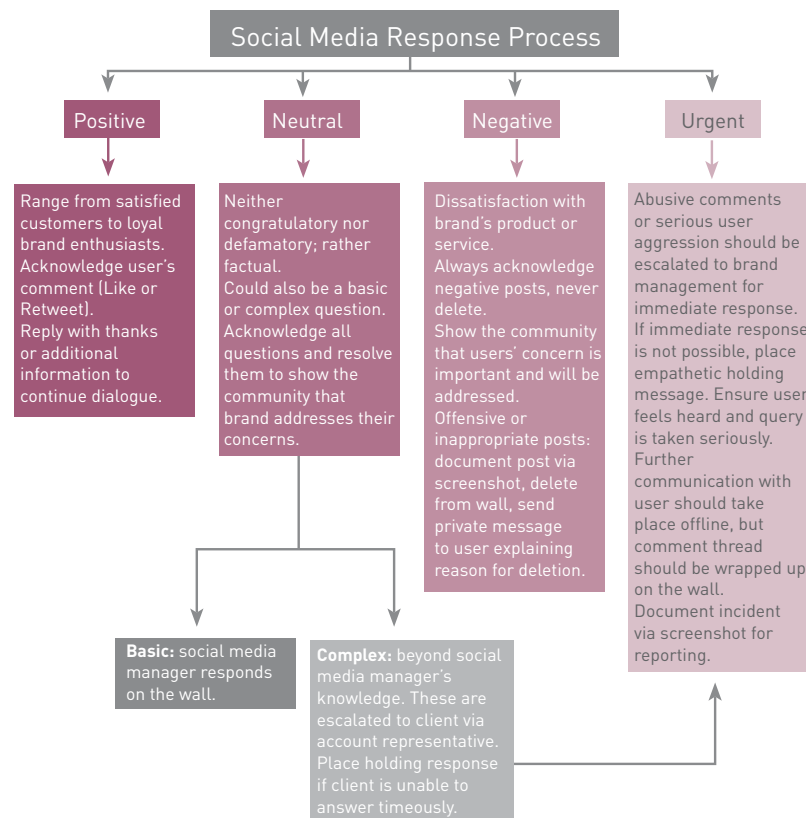 Social Media Response Process
Positive
Neutral
Negative
Urgent
Range from satisfied
customers to loyal
brand enthusiasts.
Acknowledge user's
comment (Like or
Retweet).
Reply with thanks
or additional
information to
continue dialogue.
Neither
congratulatory nor
defamatory; rather
factual.
Could also be a basic
or complex question.
Acknowledge all
questions and resolve
them to show the
community that
brand addresses their
concerns.
Dissatisfaction with
brand's product or
service.
Always acknowledge
negative posts, never
delete.
Show the community
that users' concern is
important and will be
addressed.
Offensive or
inappropriate posts:
document post via
screenshot, delete
from wall, send
private message
to user explaining
reason for deletion.
Abusive comments
or serious user
aggression should be
escalated to brand
management for
immediate response.
If immediate response
is not possible, place
empathetic holding
message. Ensure user
feels heard and query
is taken seriously.
Further
communication with
user should take
place offline, but
comment thread
should be wrapped up
on the wall.
Document incident
via screenshot for
reporting.
Basic: social media
manager responds
on the wall.
Complex: beyond social
media manager's
knowledge. These are
escalated to client via
account representative.
Place holding response
if client is unable to
answer timeously.